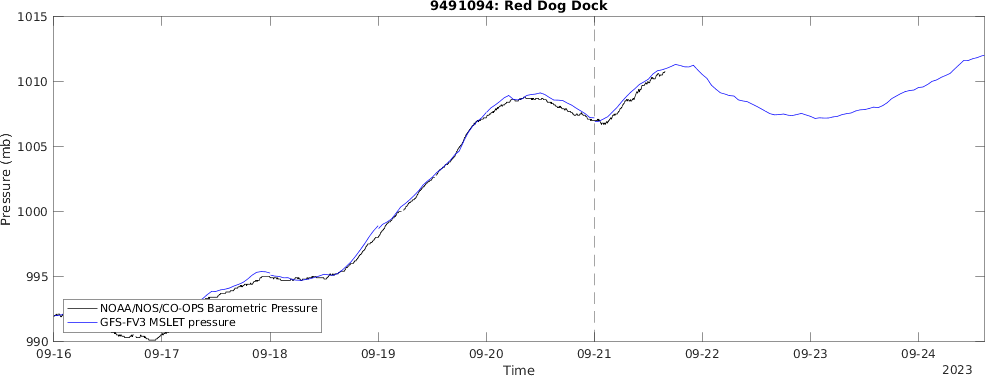 9491094: Red Dog Dock
1015
1010
1005
1000
995
990
Pressure (mb)
NOAA/NOS/CO-OPS Barometric Pressure
GFS-FV3 MSLET pressure
09-16 09-17 09-18 09-19 09-20 09-21 09-22 09-23 09-24
Time
2023